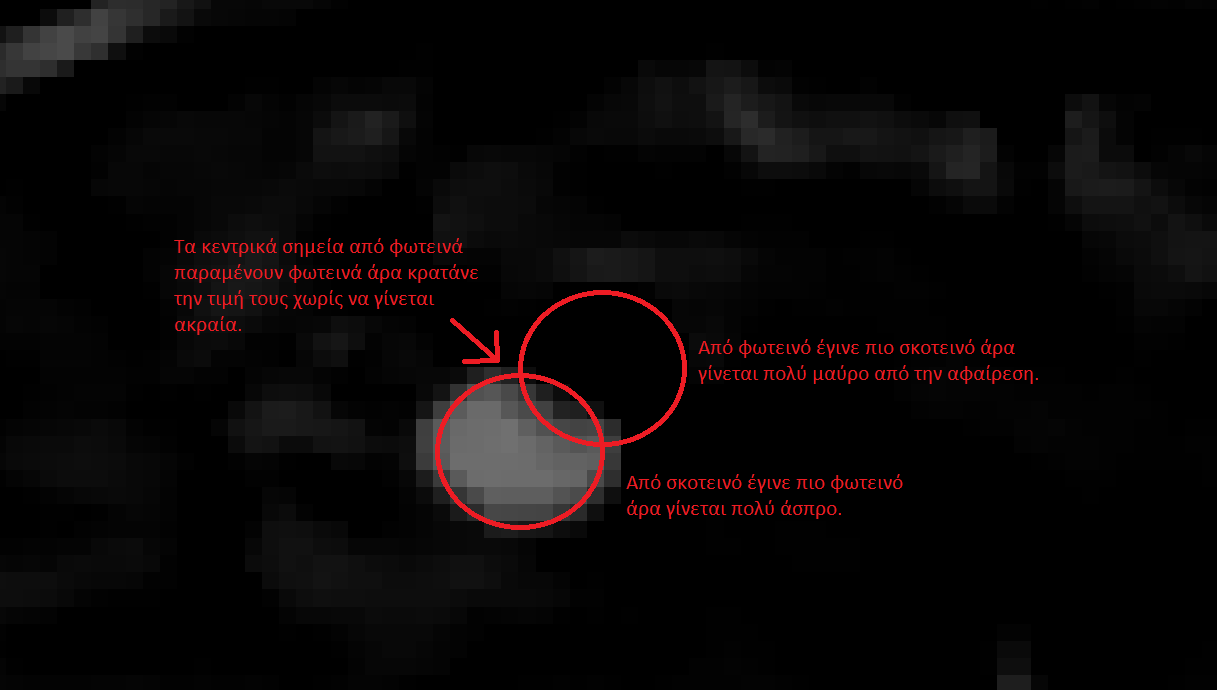 Τα κεντρικά σημεία από φωτεινά
παραμένουν φωτεινά άρα κρατάνε
την τιμή τους χωρίς να γίνεται
ακραία.
Από φωτεινό έγινε πιο σκοτεινό άρα
γίνεται πολύ μαύρο από την αφαίρεση.
Από σκοτεινό έγινε πιο φωτεινό
άρα γίνεται πολύ άσπρο.